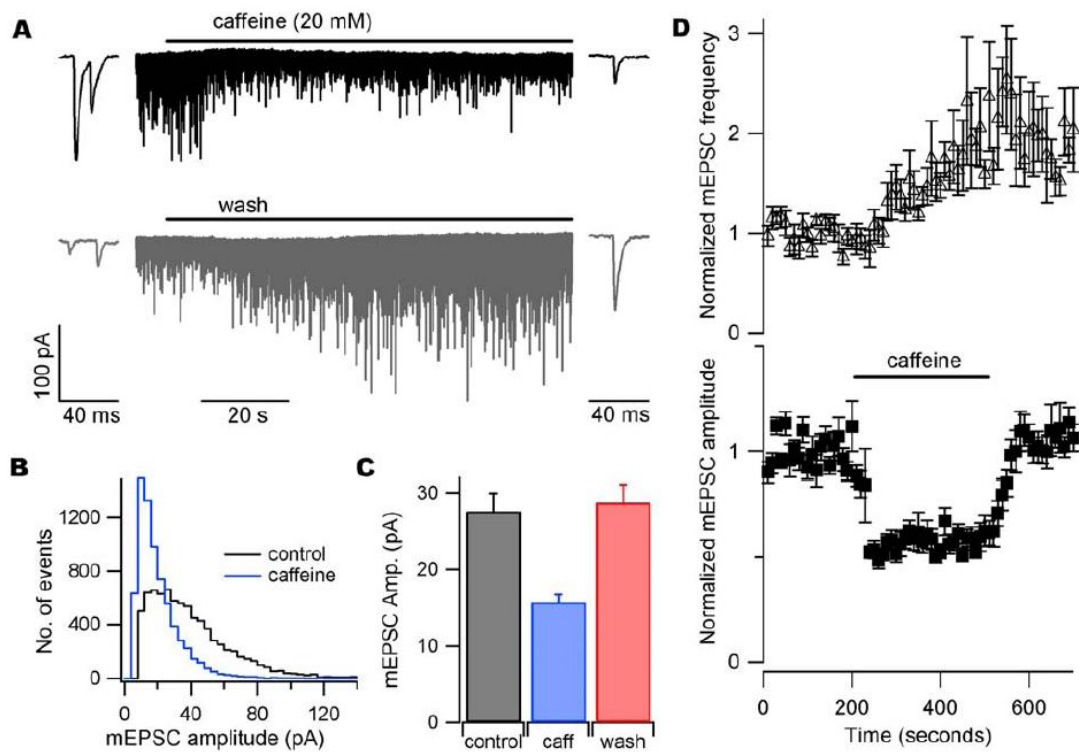 A
caffeine (20 mM)
wash
100 pA
40 ms
20 s
40 ms
B
No. of events
1200
800
400
0
control
caffeine
0
40
80
120
mEPSC amplitude (pA)
C
mEPSC Amp. (pA)
30
20
10
0
control
caff
wash
D
Normalized mEPSC frequency
3
2
1
0
caffeine
Normalized mEPSC amplitude
1
0
0
200
400
600
Time (seconds)